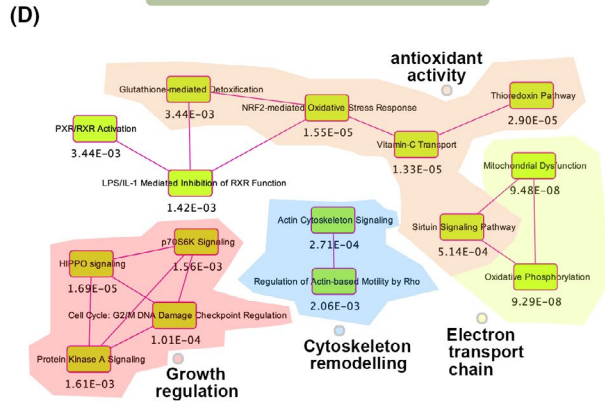 (D)
antioxidant
activity
Glutathione-mediated Detoxification
3.44E-03
NRF2-mediated Oxidative Stress Response
1.55E-05
Thioredoxin Pathway
2.90E-05
PXR/RXR Activation
3.44E-03
Vitamin-C Transport
1.33E-05
LPS/IL-1 Mediated Inhibition of RXR Function
1.42E-03
Mitochondrial Dysfunction
9.48E-08
Sirtuin Signaling Pathway
5.14E-04
Oxidative Phosphorylation
9.29E-08
Actin Cytoskeleton Signaling
2.71E-04
Regulation of Actin-based Motility by Rho
2.06E-03
p70S6K Signaling
1.56E-03
HIPPO signaling
1.69E-05
Cell Cycle: G2/M DNA Damage Checkpoint Regulation
1.01E-04
Protein Kinase A Signaling
1.61E-03
Growth
regulation
Cytoskeleton
remodelling
Electron
transport
chain